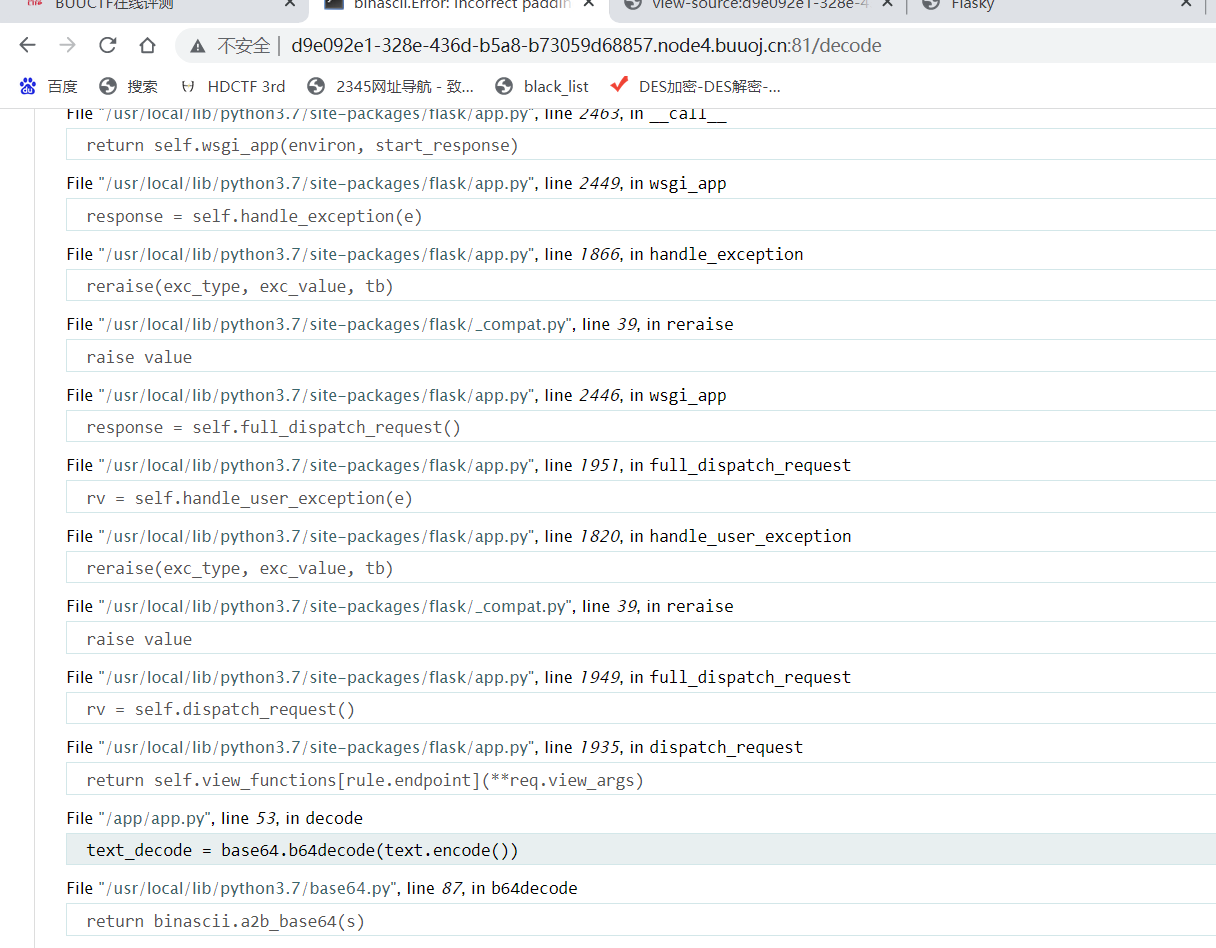 BUUCTF在线评测
binascii.Error: Incorrect paddin
view-source:d9e092e1-328e-4
Flasky
不安全 | d9e092e1-328e-436d-b5a8-b73059d68857.node4.buuoj.cn:81/decode
百度 搜索 HDCTF 3rd 2345网址导航 - 致... black_list DES加密-DES解密-...
File "/usr/local/lib/python3.7/site-packages/flask/app.py", line 2463, in __call__
return self.wsgi_app(environ, start_response)
File "/usr/local/lib/python3.7/site-packages/flask/app.py", line 2449, in wsgi_app
response = self.handle_exception(e)
File "/usr/local/lib/python3.7/site-packages/flask/app.py", line 1866, in handle_exception
reraise(exc_type, exc_value, tb)
File "/usr/local/lib/python3.7/site-packages/flask/_compat.py", line 39, in reraise
raise value
File "/usr/local/lib/python3.7/site-packages/flask/app.py", line 2446, in wsgi_app
response = self.full_dispatch_request()
File "/usr/local/lib/python3.7/site-packages/flask/app.py", line 1951, in full_dispatch_request
rv = self.handle_user_exception(e)
File "/usr/local/lib/python3.7/site-packages/flask/app.py", line 1820, in handle_user_exception
reraise(exc_type, exc_value, tb)
File "/usr/local/lib/python3.7/site-packages/flask/_compat.py", line 39, in reraise
raise value
File "/usr/local/lib/python3.7/site-packages/flask/app.py", line 1949, in full_dispatch_request
rv = self.dispatch_request()
File "/usr/local/lib/python3.7/site-packages/flask/app.py", line 1935, in dispatch_request
return self.view_functions[rule.endpoint](**req.view_args)
File "/app/app.py", line 53, in decode
text_decode = base64.b64decode(text.encode())
File "/usr/local/lib/python3.7/base64.py", line 87, in b64decode
return binascii.a2b_base64(s)